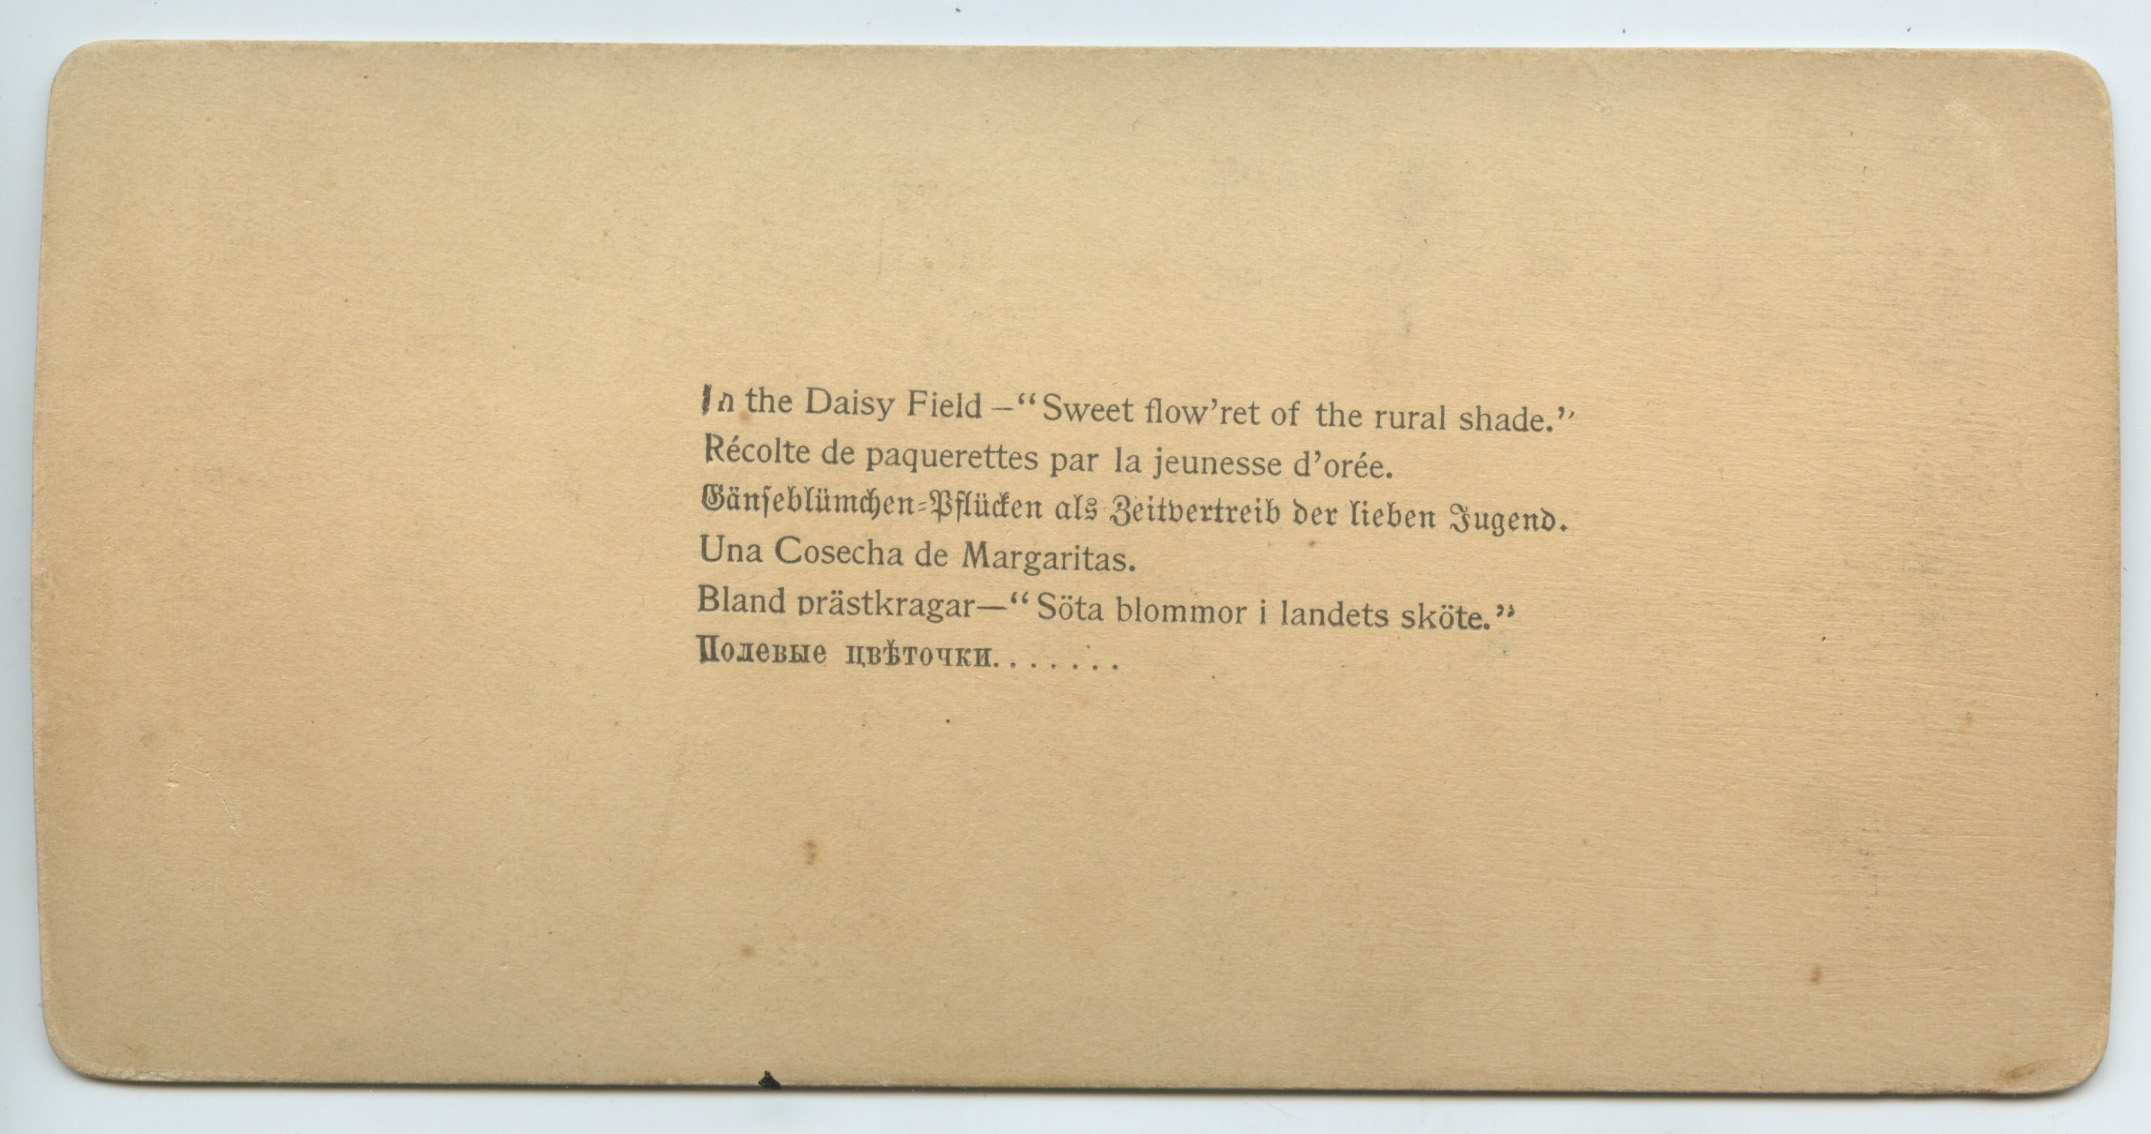 In the Daisy Field –“Sweet flow’ret of the rural shade.”
Récolte de paquerettes par la jeunesse d’orée.
Gänſeblümchen-Pflücken als Zeitvertreib der lieben Jugend.
Una Cosecha de Margaritas.
Bland prästkragar—“Söta blommor i landets sköte.”
Полевые цвѣточки.......